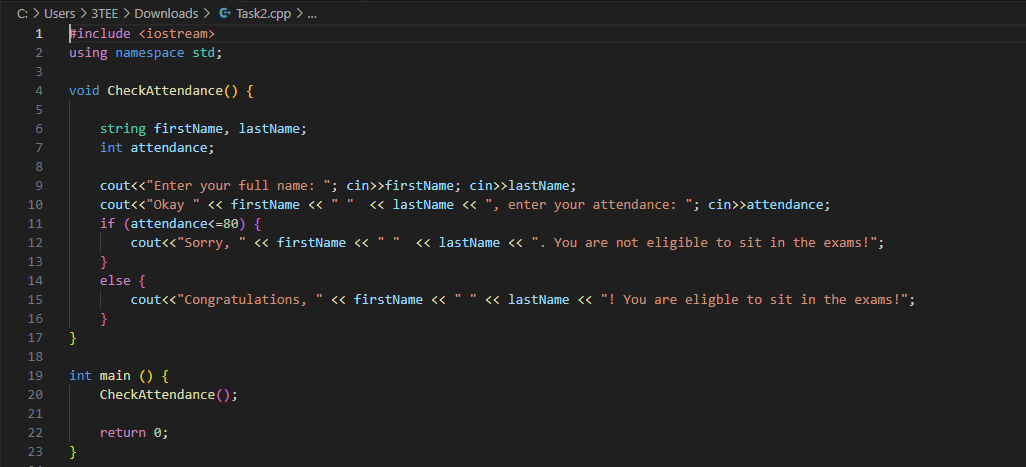 C: > Users > 3TEE > Downloads > Task2.cpp > ...
1 #include <iostream>
2 using namespace std;
3
4 void CheckAttendance() {
5
6     string firstName, lastName;
7     int attendance;
8
9     cout<<"Enter your full name: "; cin>>firstName; cin>>lastName;
10     cout<<"Okay " << firstName << " "  << lastName << ", enter your attendance: "; cin>>attendance;
11     if (attendance<=80) {
12         cout<<"Sorry, " << firstName << " "  << lastName << ". You are not eligible to sit in the exams!";
13     }
14     else {
15         cout<<"Congratulations, " << firstName << " " << lastName << "! You are eligble to sit in the exams!";
16     }
17 }
18
19 int main () {
20     CheckAttendance();
21
22     return 0;
23 }